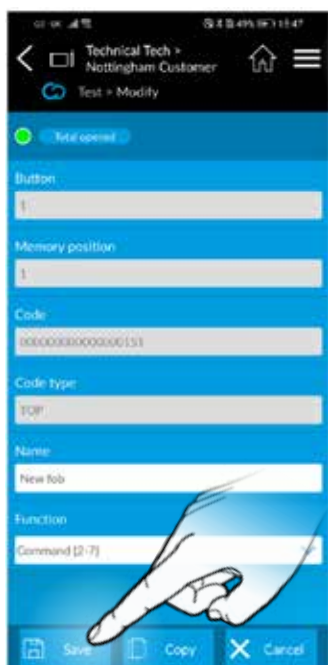 Technical Tech >
Nottingham Customer
Test > Modify
Total opened
Button
1
Memory position
1
Code
Code type
TOP
Name
New fob
Function
Command [2-7]
Save
Copy
Cancel